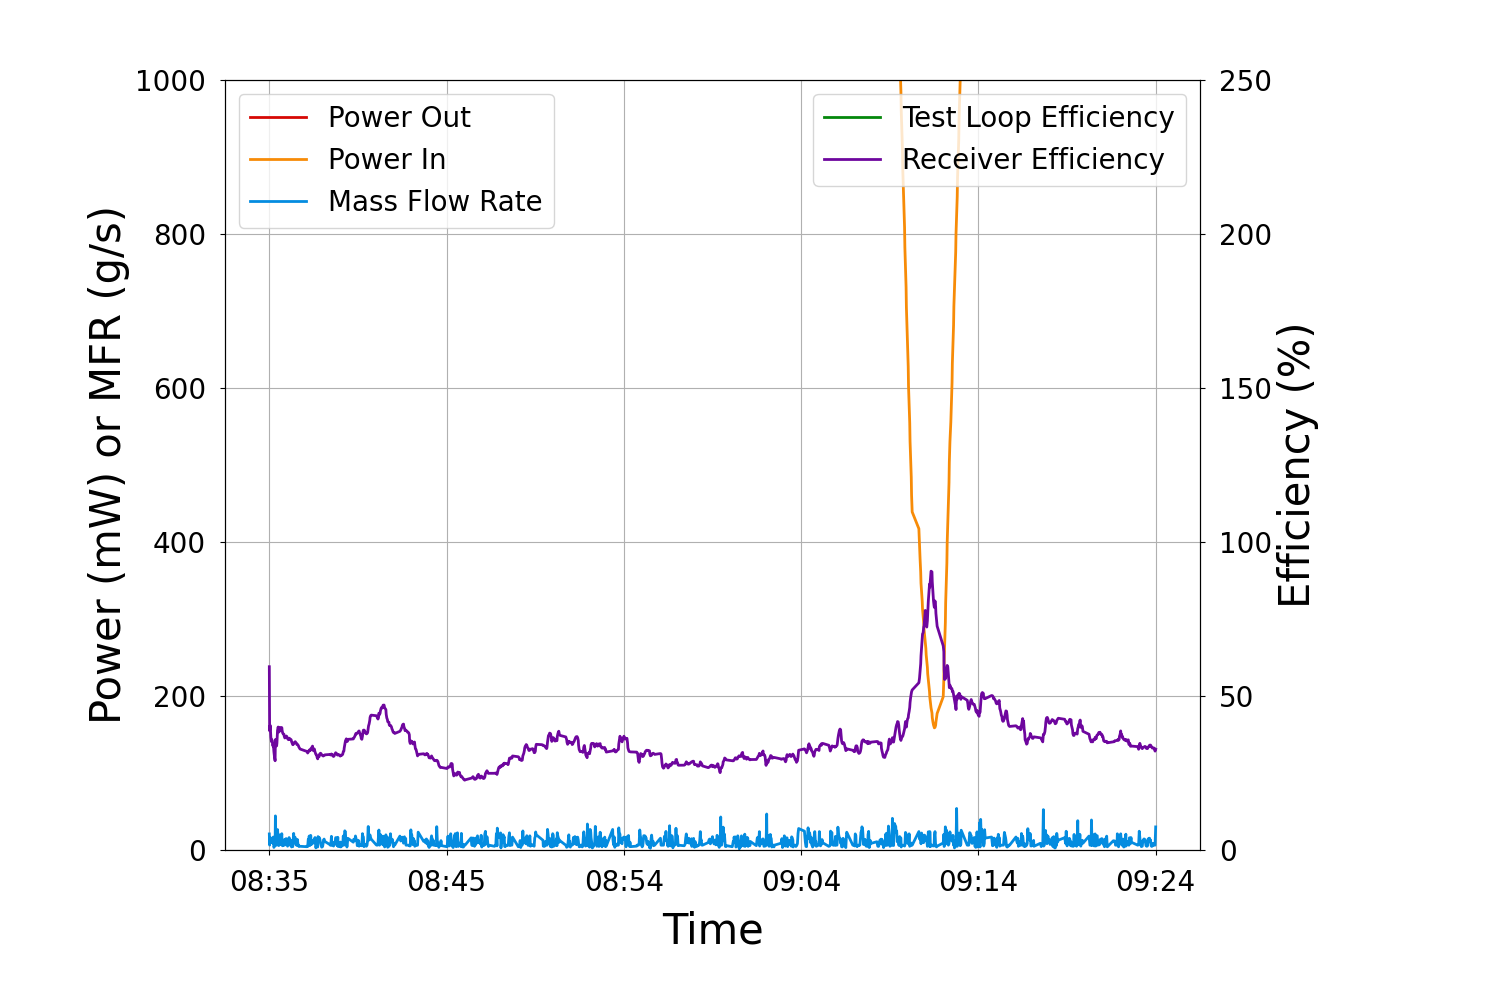 1000
800
600
400
200
0
Power (mW) or MFR (g/s)
Power Out
Power In
Mass Flow Rate
Test Loop Efficiency
Receiver Efficiency
250
200
150
100
50
0
Efficiency (%)
08:35 08:45 08:54 09:04 09:14 09:24
Time